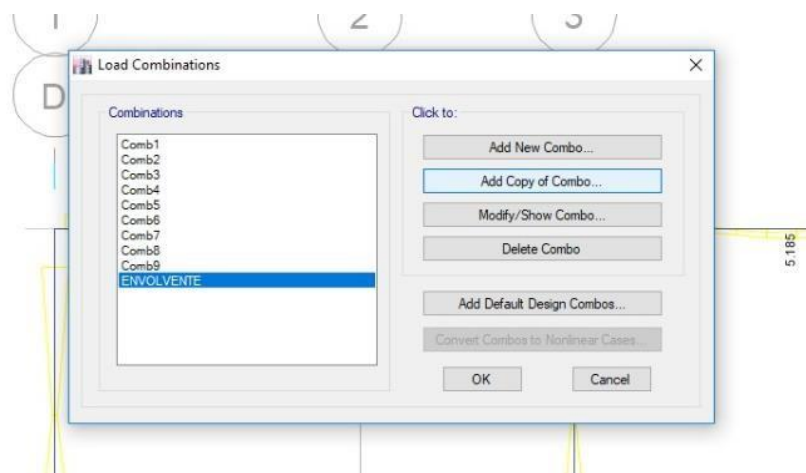 1
2
3
D
Load Combinations
Combinations
Comb1
Comb2
Comb3
Comb4
Comb5
Comb6
Comb7
Comb8
Comb9
ENVOLVENTE
Click to:
Add New Combo...
Add Copy of Combo...
Modify/Show Combo...
Delete Combo
Add Default Design Combos...
Convert Combos to Nonlinear Cases...
OK
Cancel
5.185